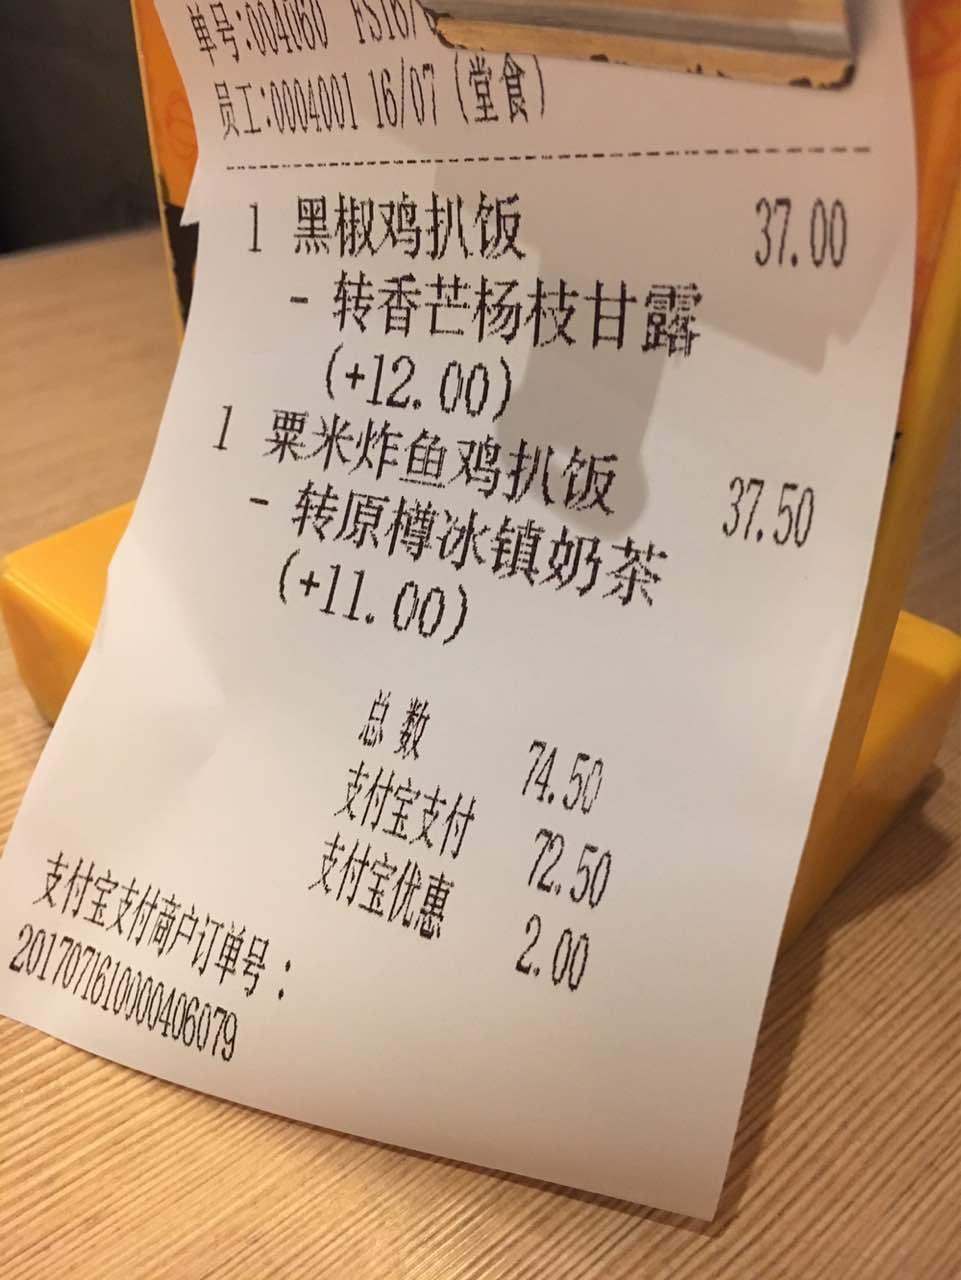 单号:004060 FS16/
员工:0004001 16/07 (堂食)
1 黑椒鸡扒饭 37.00
- 转香芒杨枝甘露
(+12.00)
1 粟米炸鱼鸡扒饭 37.50
- 转原樽冰镇奶茶
(+11.00)
总 数 74.50
支付宝支付 72.50
支付宝优惠 2.00
支付宝支付商户订单号：
2017071610000406079